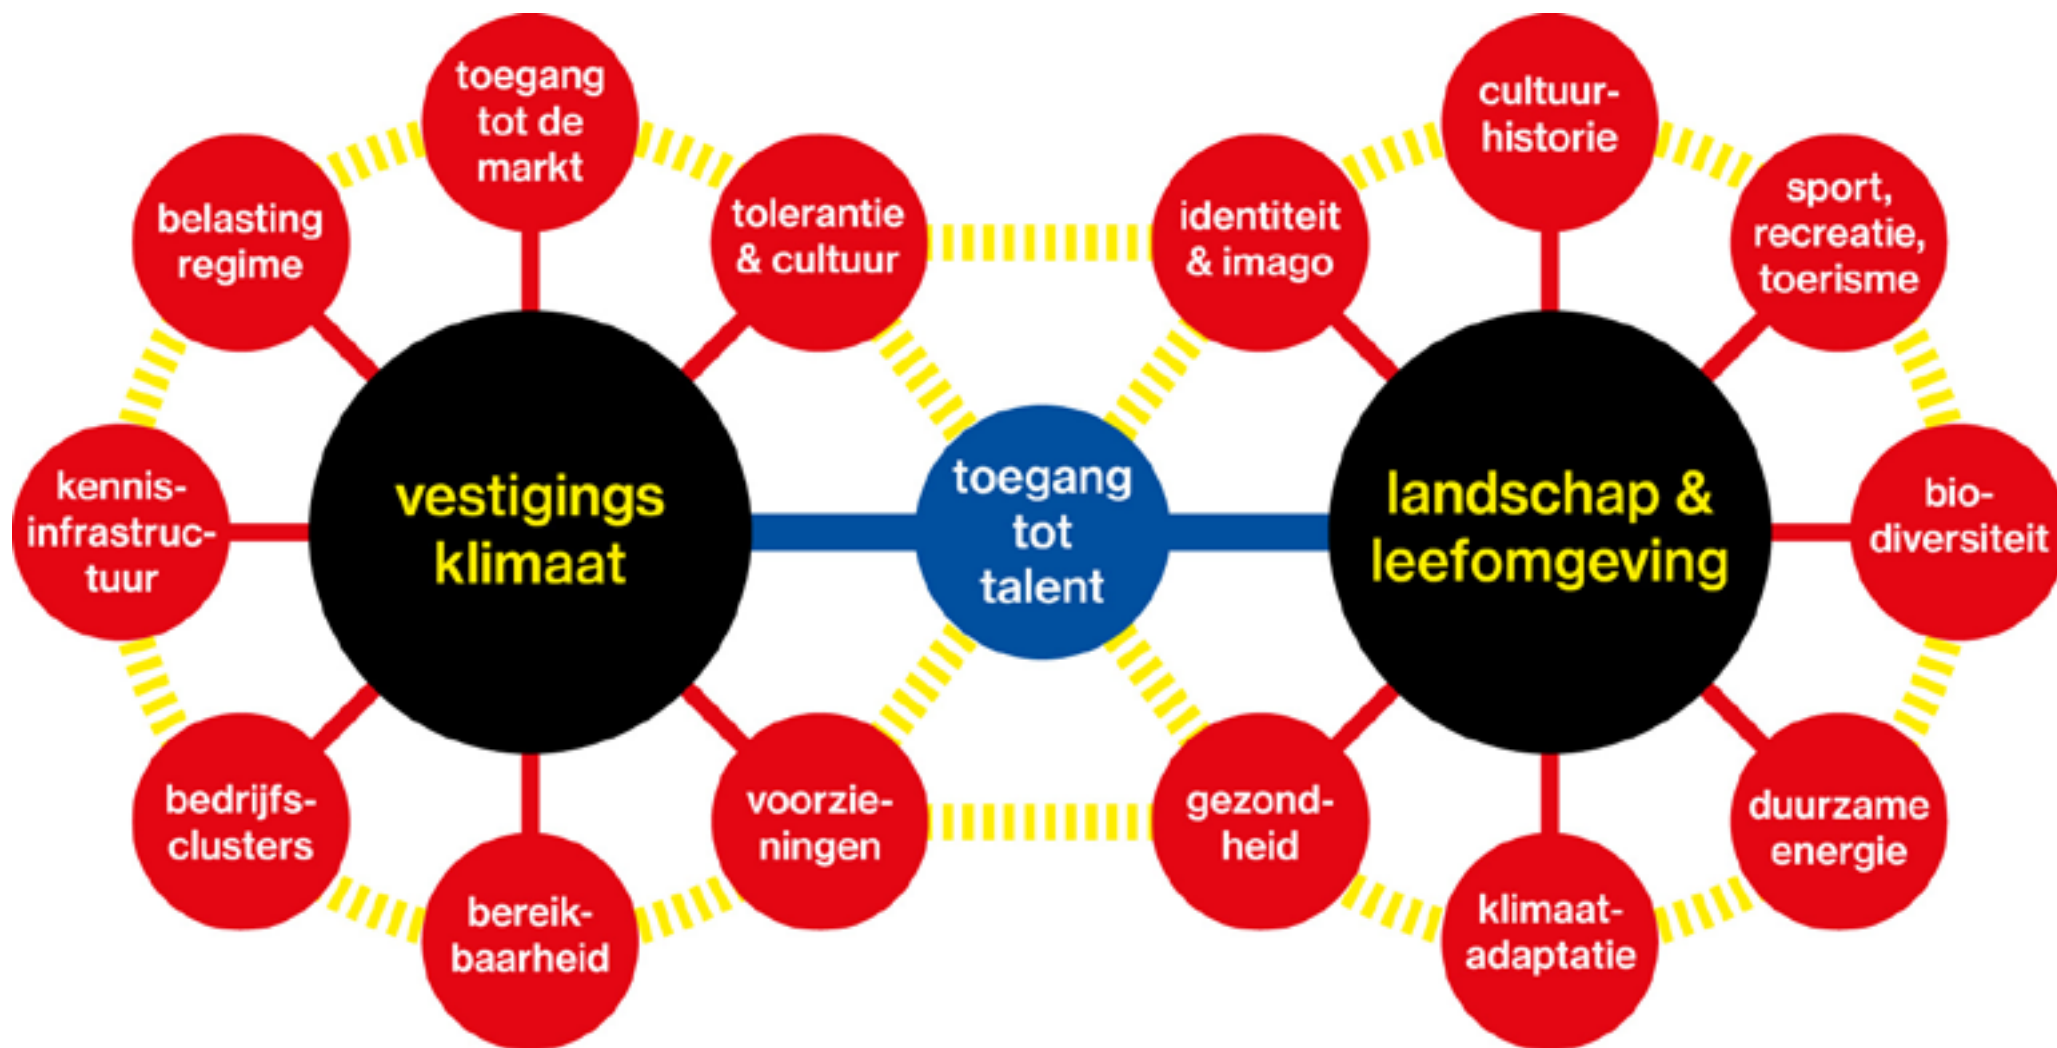 toegang
tot de
markt
cultuur-
historie
belasting
regime
tolerantie
& cultuur
identiteit
& imago
sport,
recreatie,
toerisme
kennis-
infrastruc-
tuur
vestigings
klimaat
toegang
tot
talent
landschap &
leefomgeving
bio-
diversiteit
bedrijfs-
clusters
voorzie-
ningen
gezond-
heid
duurzame
energie
bereik-
baarheid
klimaat-
adaptatie